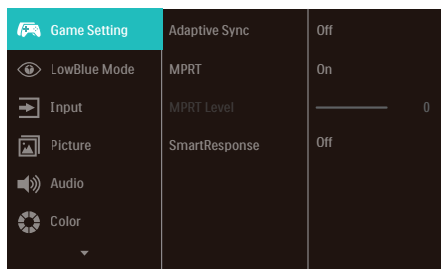 Game Setting Adaptive Sync Off
LowBlue Mode MPRT On
Input MPRT Level 0
Picture SmartResponse Off
Audio
Color